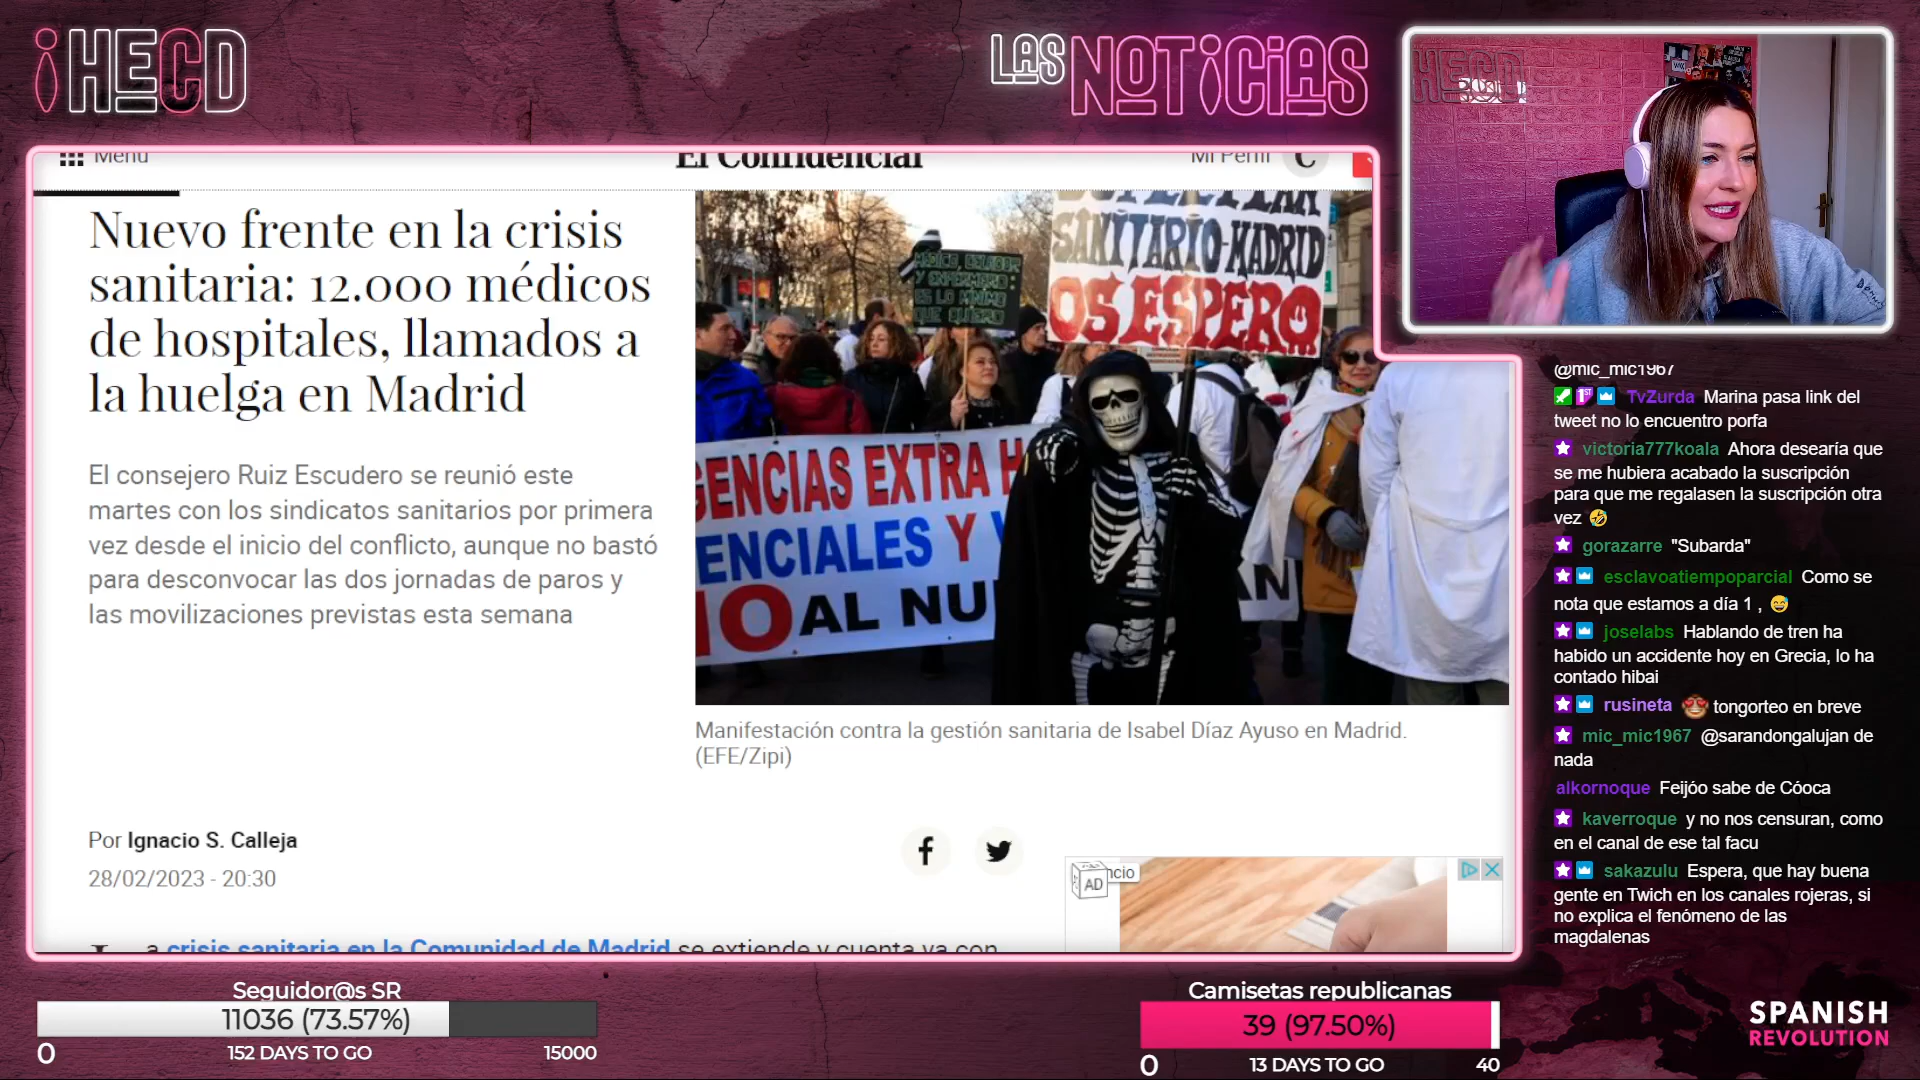 ¡HECD
LAS NOTICIAS
Menú
El Confidencial
Mi Perfil
C
Nuevo frente en la crisis
sanitaria: 12.000 médicos
de hospitales, llamados a
la huelga en Madrid
El consejero Ruiz Escudero se reunió este
martes con los sindicatos sanitarios por primera
vez desde el inicio del conflicto, aunque no bastó
para desconvocar las dos jornadas de paros y
las movilizaciones previstas esta semana
SANITARIO-MADRID
OS ESPERO
Y ENFERMERO
ES LO MÍNIMO
QUE QUIERO
GENCIAS EXTRA H
ENCIALES Y
NO AL NU
Manifestación contra la gestión sanitaria de Isabel Díaz Ayuso en Madrid.
(EFE/Zipi)
Por Ignacio S. Calleja
28/02/2023 - 20:30
AD
ncio
a crisis sanitaria en la Comunidad de Madrid se extiende y cuenta ya con
HECD
@mic_mic1967
TvZurda Marina pasa link del
tweet no lo encuentro porfa
victoria777koala Ahora desearía que
se me hubiera acabado la suscripción
para que me regalasen la suscripción otra
vez 🤣
gorazarre "Subarda"
esclavoatiempoparcial Como se
nota que estamos a día 1 , 😅
joselabs Hablando de tren ha
habido un accidente hoy en Grecia, lo ha
contado hibai
rusineta tongorteo en breve
mic_mic1967 @sarandongalujan de
nada
alkornoque Feijóo sabe de Cóoca
kaverroque y no nos censuran, como
en el canal de ese tal facu
sakazulu Espera, que hay buena
gente en Twich en los canales rojeras, si
no explica el fenómeno de las
magdalenas
Seguidor@s SR
11036 (73.57%)
0 152 DAYS TO GO 15000
Camisetas republicanas
39 (97.50%)
0 13 DAYS TO GO 40
SPANISH
REVOLUTION